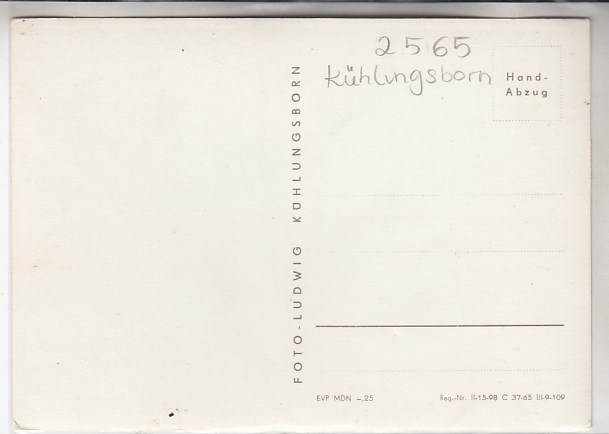 2565
Kühlungsborn
Hand-
Abzug
FOTO-LUDWIG KÜHLUNGSBORN
EVP MDN –.25
Reg.-Nr. II-15-98 C 37-65 III-9-109